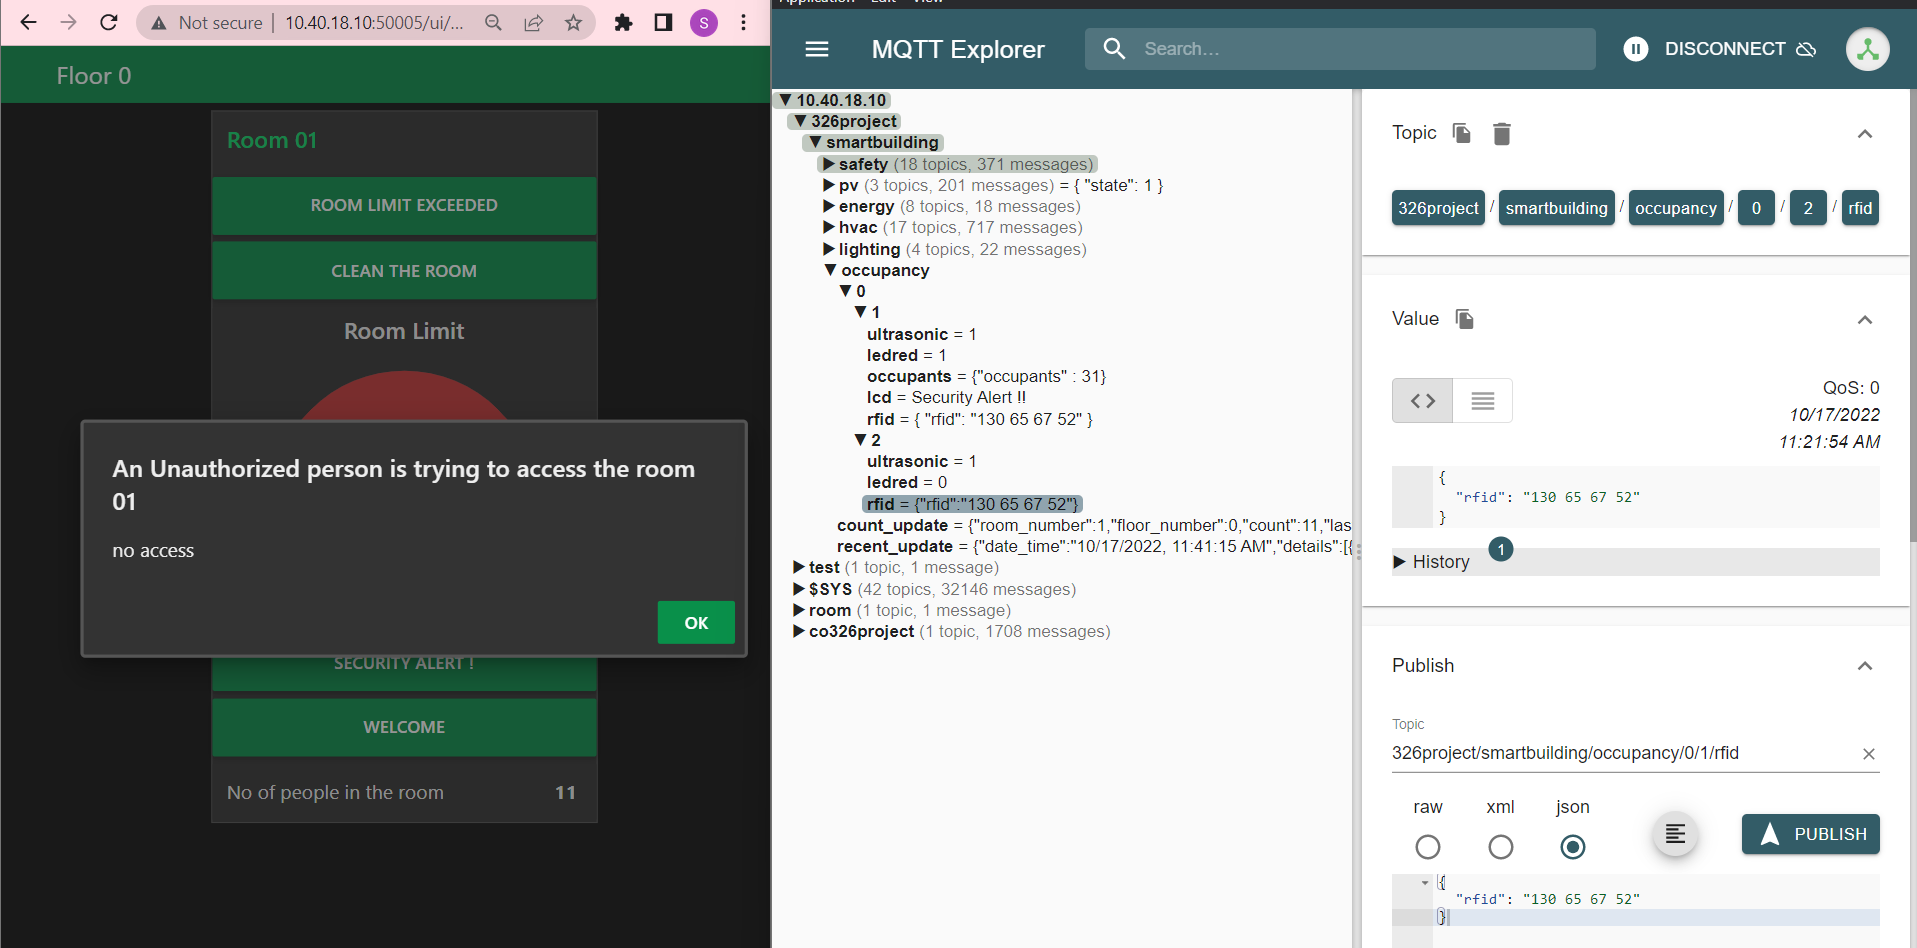 Not secure | 10.40.18.10:50005/ui/...
S
Floor 0
Room 01
ROOM LIMIT EXCEEDED
CLEAN THE ROOM
Room Limit
An Unauthorized person is trying to access the room
01
no access
OK
SECURITY ALERT !
WELCOME
No of people in the room 11
Application Edit View
MQTT Explorer
Search...
DISCONNECT
10.40.18.10
326project
smartbuilding
safety (18 topics, 371 messages)
pv (3 topics, 201 messages) = { "state": 1 }
energy (8 topics, 18 messages)
hvac (17 topics, 717 messages)
lighting (4 topics, 22 messages)
occupancy
0
1
ultrasonic = 1
ledred = 1
occupants = {"occupants" : 31}
lcd = Security Alert !!
rfid = { "rfid": "130 65 67 52" }
2
ultrasonic = 1
ledred = 0
rfid = {"rfid":"130 65 67 52"}
count_update = {"room_number":1,"floor_number":0,"count":11,"las
recent_update = {"date_time":"10/17/2022, 11:41:15 AM","details":[{
test (1 topic, 1 message)
$SYS (42 topics, 32146 messages)
room (1 topic, 1 message)
co326project (1 topic, 1708 messages)
Topic
326project / smartbuilding / occupancy / 0 / 2 / rfid
Value
QoS: 0
10/17/2022
11:21:54 AM
{
"rfid": "130 65 67 52"
}
History 1
Publish
Topic
326project/smartbuilding/occupancy/0/1/rfid
raw xml json
PUBLISH
{
"rfid": "130 65 67 52"
}